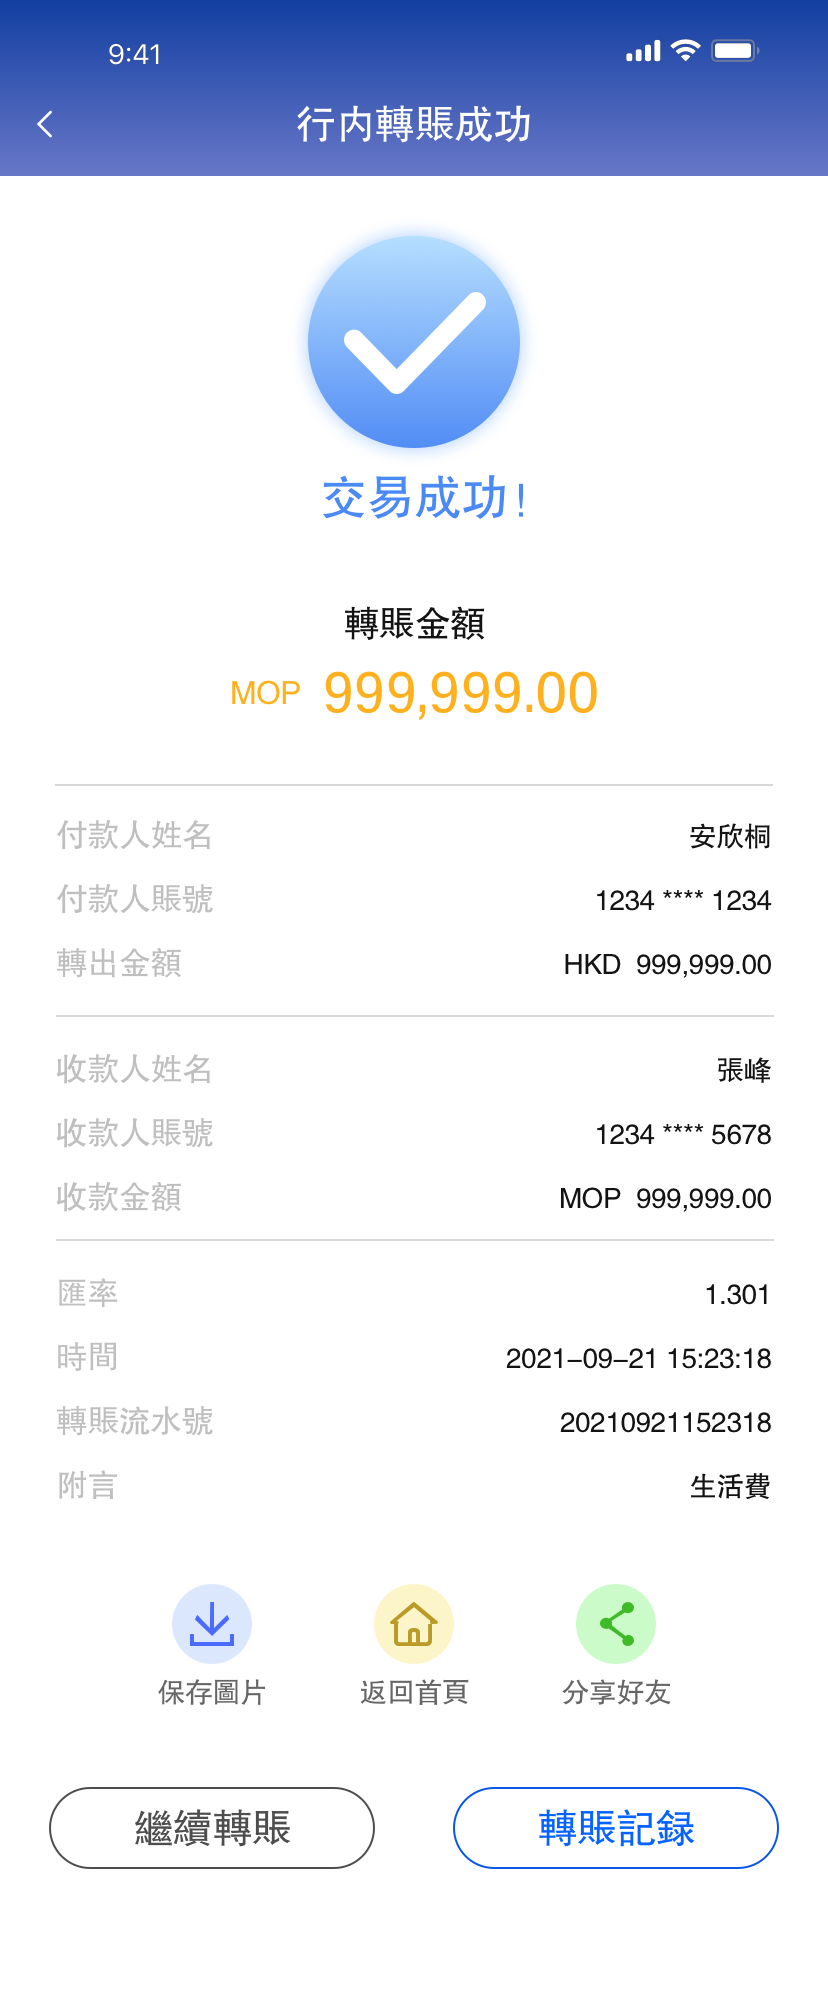 9:41
行内轉賬成功
交易成功!
轉賬金額
MOP 999,999.00
付款人姓名 安欣桐
付款人賬號 1234 **** 1234
轉出金額 HKD 999,999.00
收款人姓名 張峰
收款人賬號 1234 **** 5678
收款金額 MOP 999,999.00
匯率 1.301
時間 2021-09-21 15:23:18
轉賬流水號 20210921152318
附言 生活費
保存圖片 返回首頁 分享好友
繼續轉賬 轉賬記録